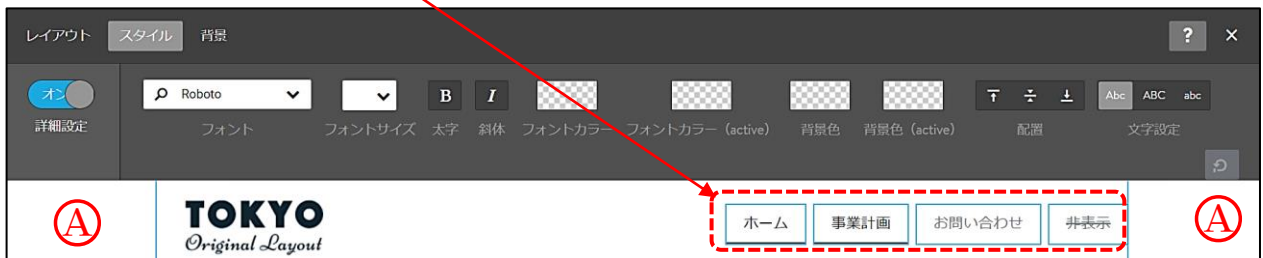 レイアウト スタイル 背景 ? ×
オン Roboto B I Abc ABC abc
詳細設定 フォント フォントサイズ 太字 斜体 フォントカラー フォントカラー（active） 背景色 背景色（active） 配置 文字設定
Ⓐ TOKYO ホーム 事業計画 お問い合わせ 非表示 Ⓐ
Original Layout